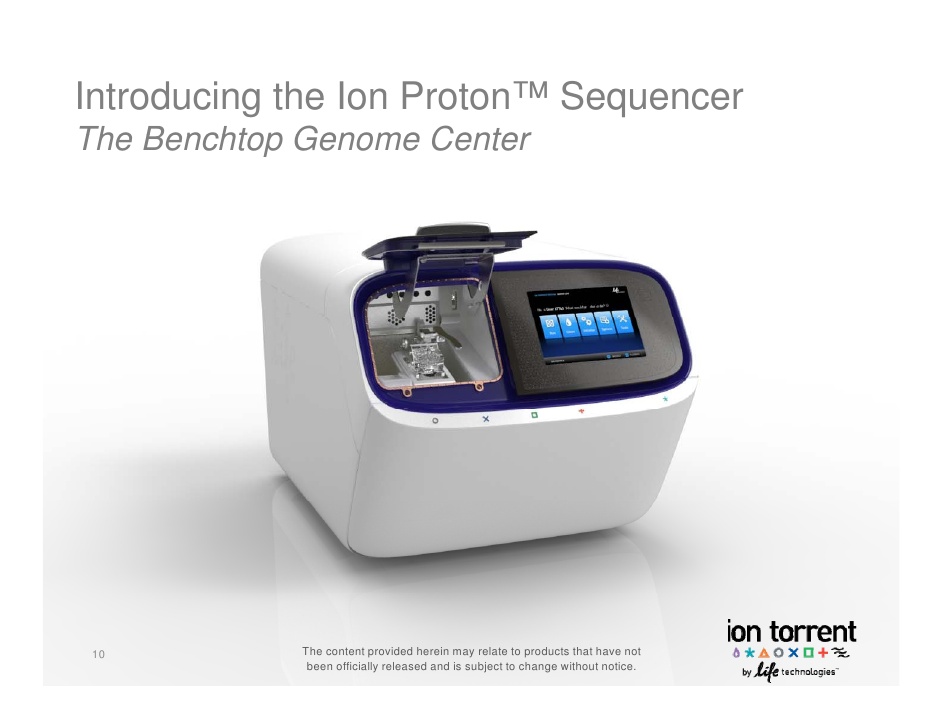 Introducing the Ion Proton™ Sequencer
The Benchtop Genome Center
life
10
The content provided herein may relate to products that have not
been officially released and is subject to change without notice.
ion torrent
by life technologies™